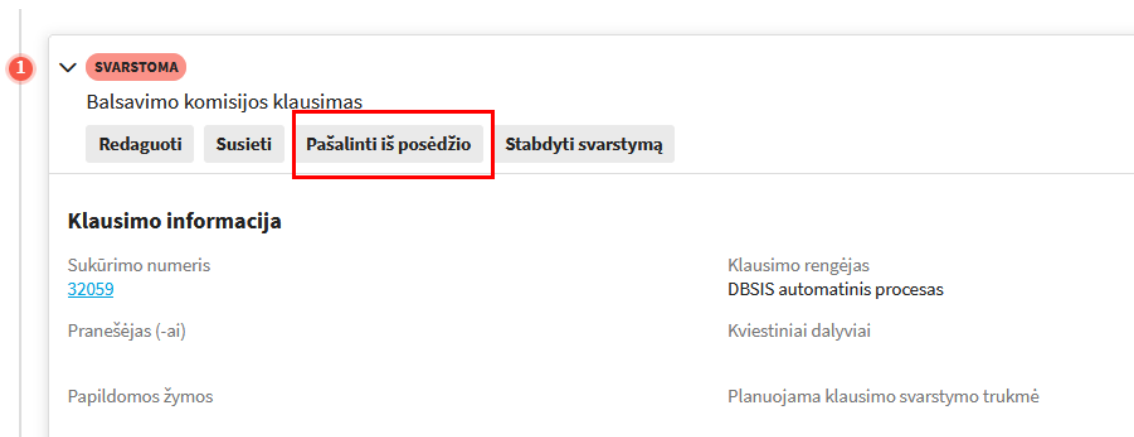 1
SVARSTOMA
Balsavimo komisijos klausimas
Redaguoti Susieti Pašalinti iš posėdžio Stabdyti svarstymą
Klausimo informacija
Sukūrimo numeris Klausimo rengėjas
32059 DBSIS automatinis procesas
Pranešėjas (-ai) Kviestiniai dalyviai
Papildomos žymos Planuojama klausimo svarstymo trukmė